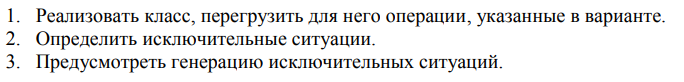 1. Реализовать класс, перегрузить для него операции, указанные в варианте.
2. Определить исключительные ситуации.
3. Предусмотреть генерацию исключительных ситуаций.